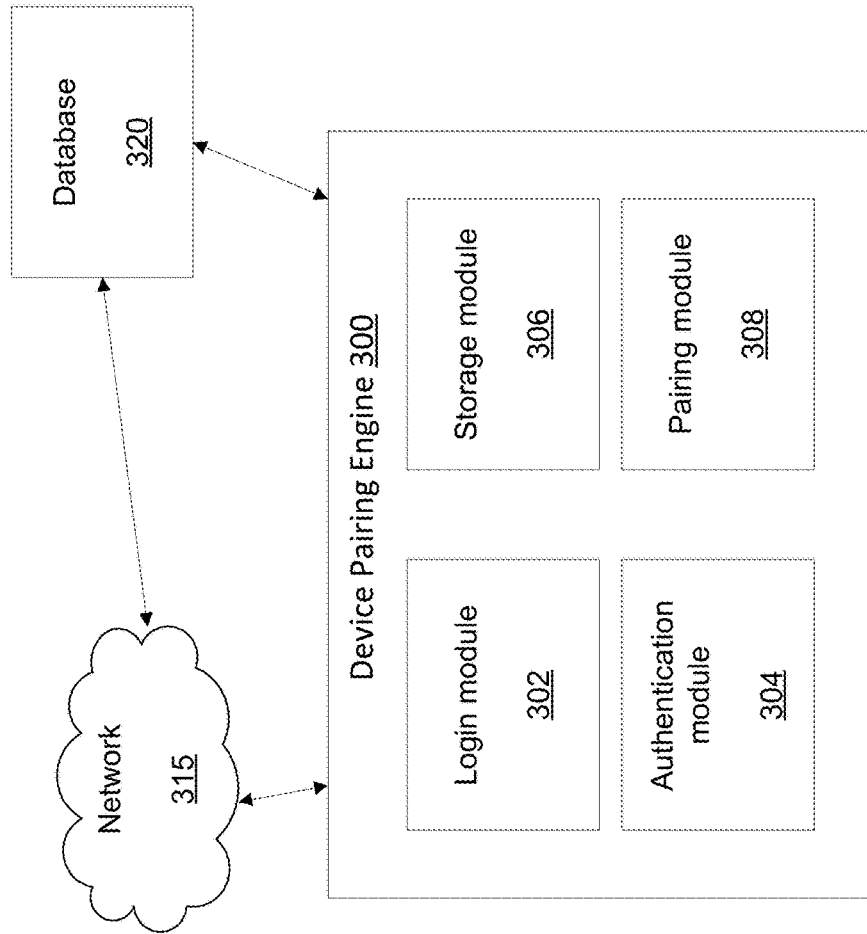 Network
315
Database
320
Device Pairing Engine 300
Login module
302
Storage module
306
Authentication
module
304
Pairing module
308